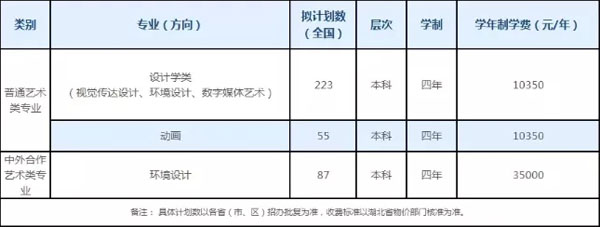 类别 专业（方向） 拟计划数（全国） 层次 学制 学年制学费（元/年）
普通艺术类专业 设计学类（视觉传达设计、环境设计、数字媒体艺术） 223 本科 四年 10350
动画 55 本科 四年 10350
中外合作艺术类专业 环境设计 87 本科 四年 35000
备注：具体计划数以各省（市、区）招办批复为准，收费标准以湖北省物价部门核准为准。